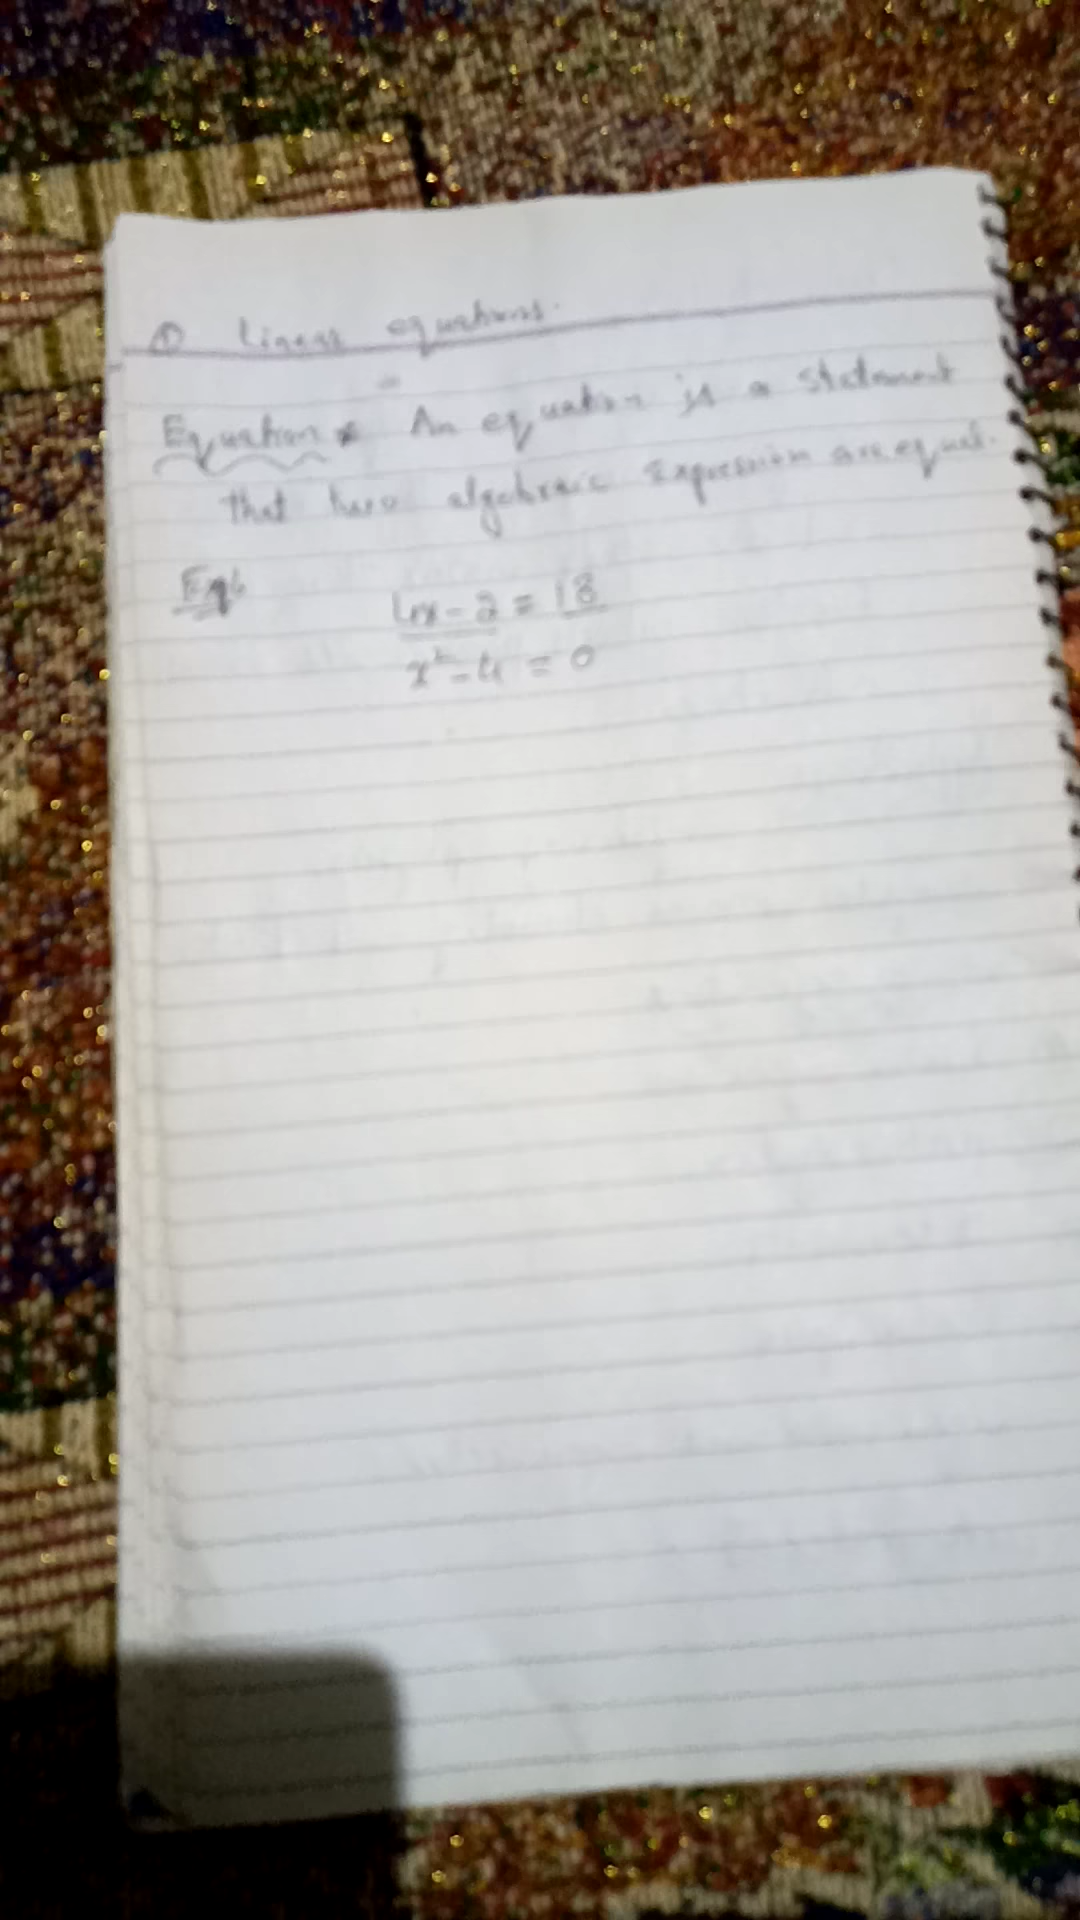 ① Linear equations.
Equation * An equation is a statement
that two algebraic expression are equal.
Eg:
4x - 2 = 18
x² - 4 = 0